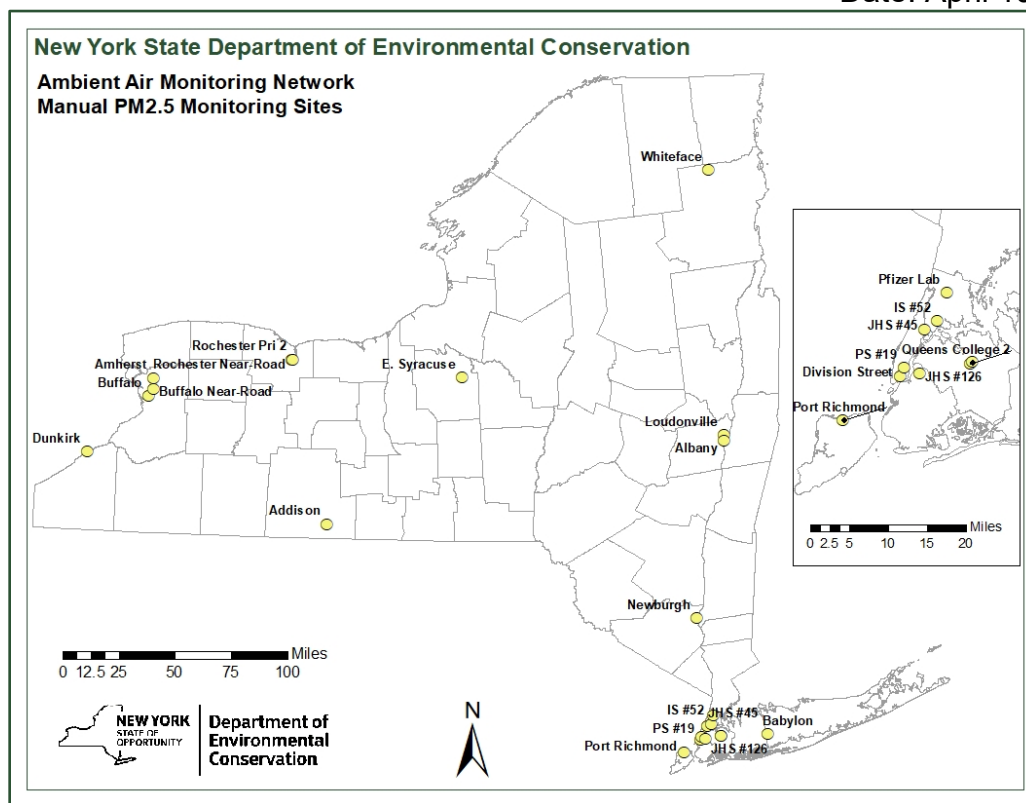 New York State Department of Environmental Conservation
Ambient Air Monitoring Network
Manual PM2.5 Monitoring Sites
Whiteface
Pfizer Lab
IS #52
JHS #45
PS #19
Queens College 2
Division Street
JHS #126
Port Richmond
0 2.5 5 10 15 20 Miles
Rochester Pri 2
Amherst Rochester Near-Road
E. Syracuse
Buffalo
Buffalo Near-Road
Loudonville
Albany
Dunkirk
Addison
Newburgh
0 12.5 25 50 75 100 Miles
N
IS #52
JHS #45
PS #19
Babylon
Port Richmond
JHS #126
NEW YORK
STATE OF
OPPORTUNITY
Department of
Environmental
Conservation